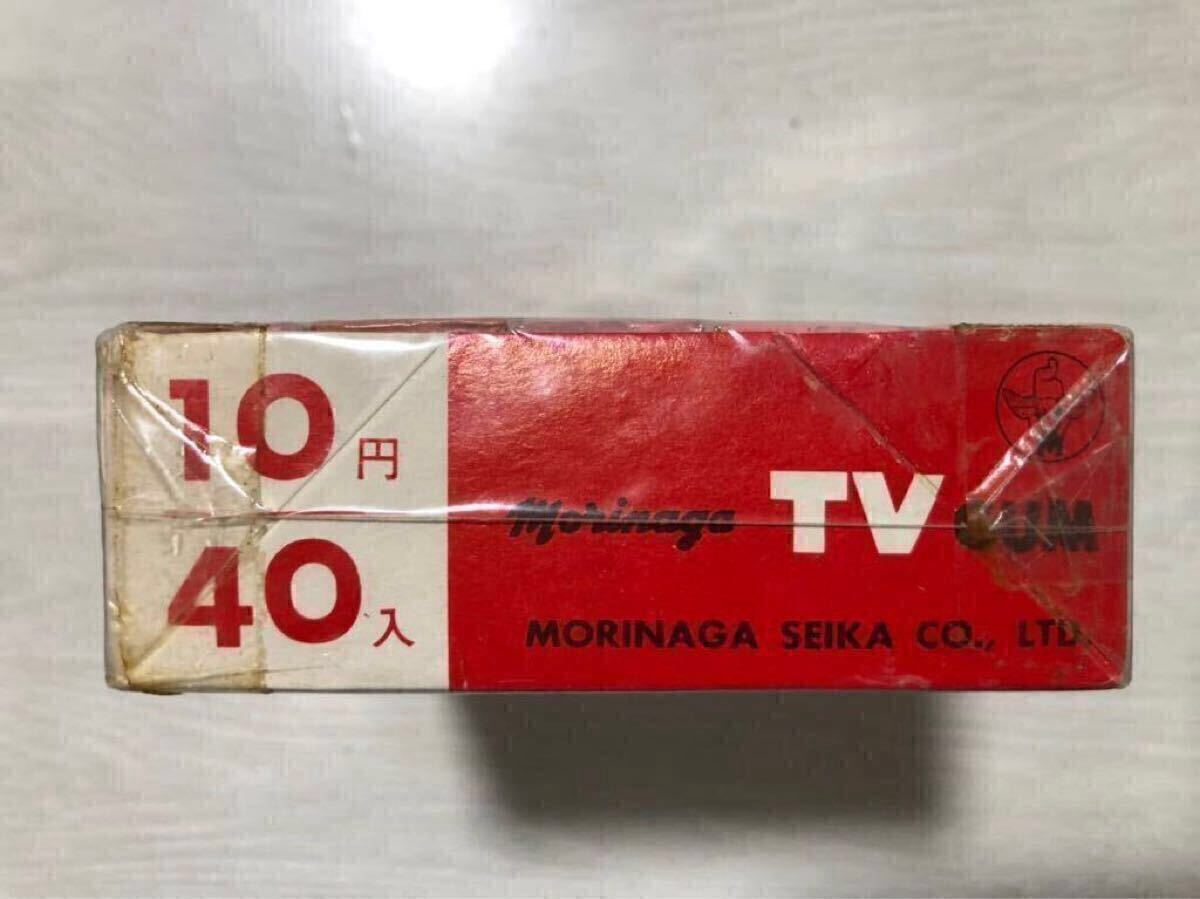 10円
40入
Morinaga TV GUM
MORINAGA SEIKA CO., LTD.
M